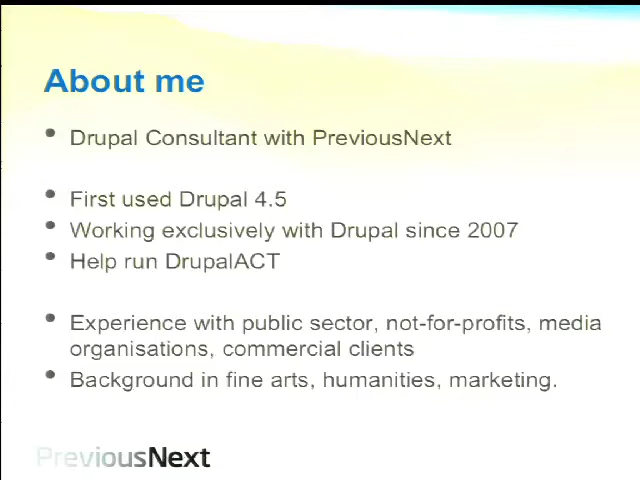 About me
• Drupal Consultant with PreviousNext
• First used Drupal 4.5
• Working exclusively with Drupal since 2007
• Help run DrupalACT
• Experience with public sector, not-for-profits, media
organisations, commercial clients
• Background in fine arts, humanities, marketing.
PreviousNext